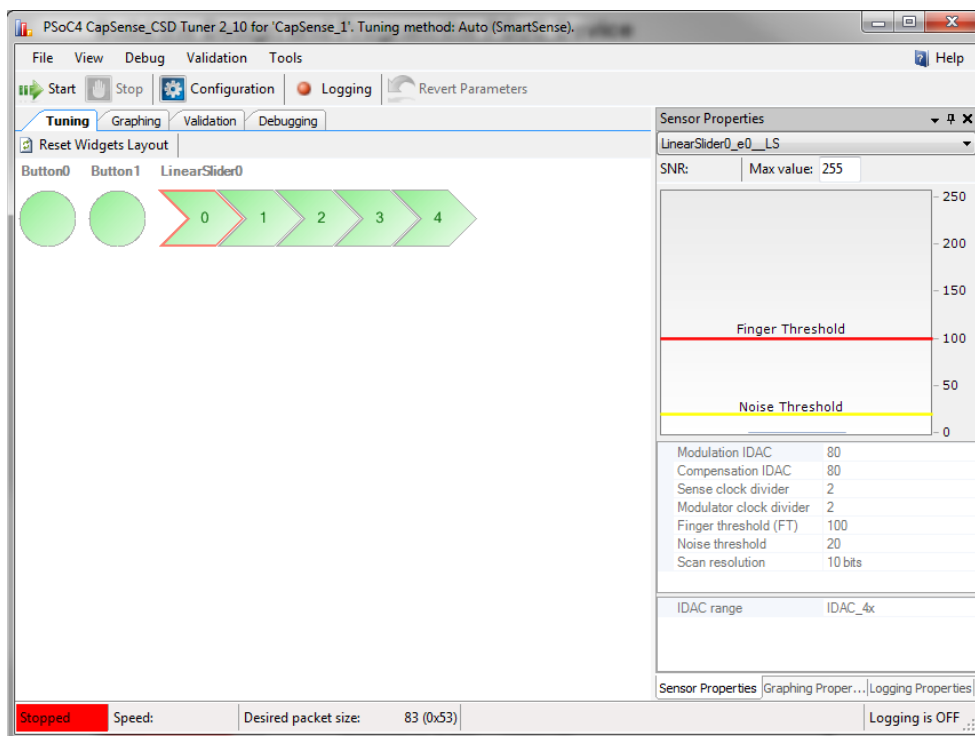 PSoC4 CapSense_CSD Tuner 2_10 for 'CapSense_1'. Tuning method: Auto (SmartSense).
File View Debug Validation Tools Help
Start Stop Configuration Logging Revert Parameters
Tuning Graphing Validation Debugging
Reset Widgets Layout
Button0 Button1 LinearSlider0
0 1 2 3 4
Sensor Properties
LinearSlider0_e0__LS
SNR: Max value: 255
250
200
150
Finger Threshold
100
50
Noise Threshold
0
Modulation IDAC 80
Compensation IDAC 80
Sense clock divider 2
Modulator clock divider 2
Finger threshold (FT) 100
Noise threshold 20
Scan resolution 10 bits
IDAC range IDAC_4x
Sensor Properties Graphing Proper... Logging Properties
Stopped Speed: Desired packet size: 83 (0x53) Logging is OFF